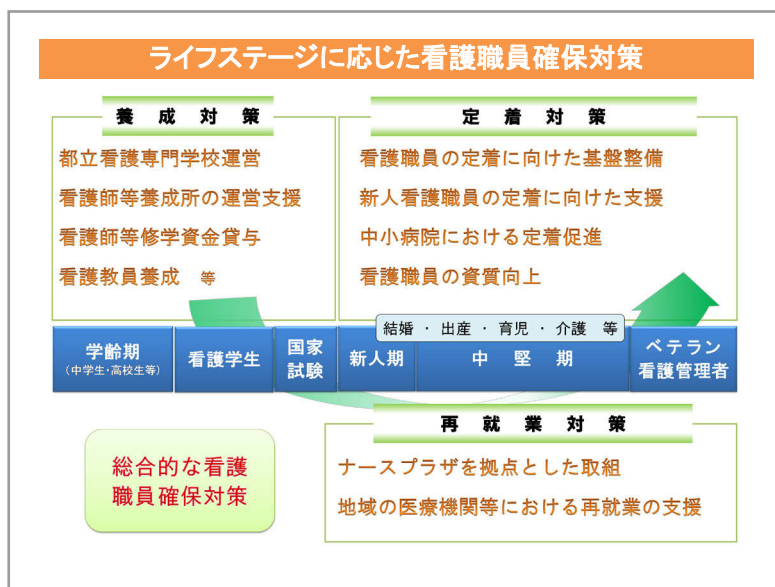 ライフステージに応じた看護職員確保対策
養成対策
都立看護専門学校運営
看護師等養成所の運営支援
看護師等修学資金貸与
看護教員養成 等
定着対策
看護職員の定着に向けた基盤整備
新人看護職員の定着に向けた支援
中小病院における定着促進
看護職員の資質向上
結婚・出産・育児・介護 等
学齢期
(中学生・高校生等)
看護学生
国家
試験
新人期
中堅期
ベテラン
看護管理者
総合的な看護
職員確保対策
再就業対策
ナースプラザを拠点とした取組
地域の医療機関等における再就業の支援